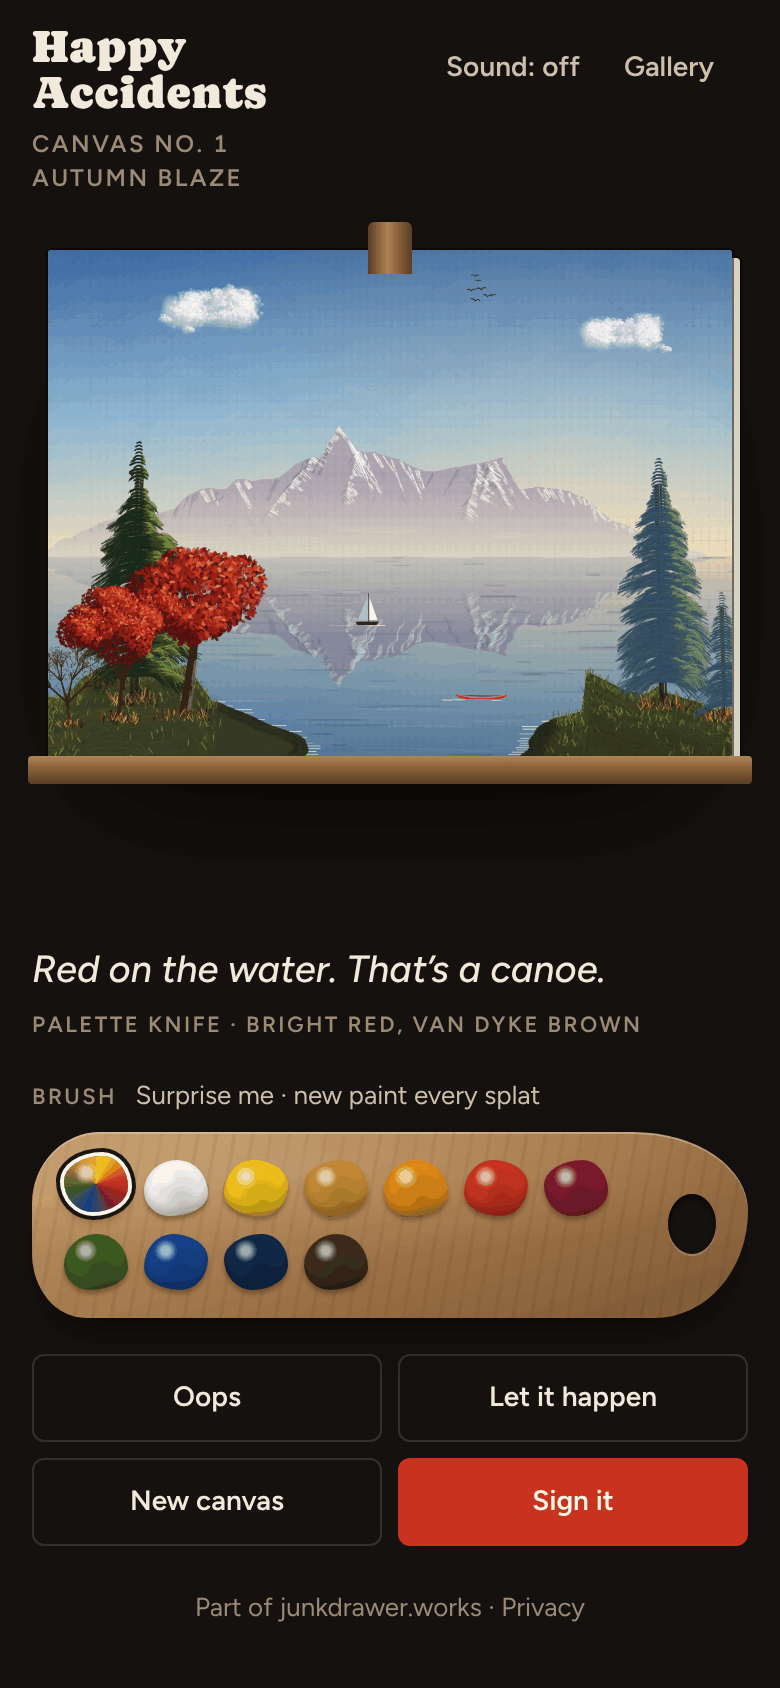 Happy
Accidents
Sound: off
Gallery
CANVAS NO. 1
AUTUMN BLAZE
Red on the water. That’s a canoe.
PALETTE KNIFE · BRIGHT RED, VAN DYKE BROWN
BRUSH Surprise me · new paint every splat
Oops
Let it happen
New canvas
Sign it
Part of junkdrawer.works · Privacy